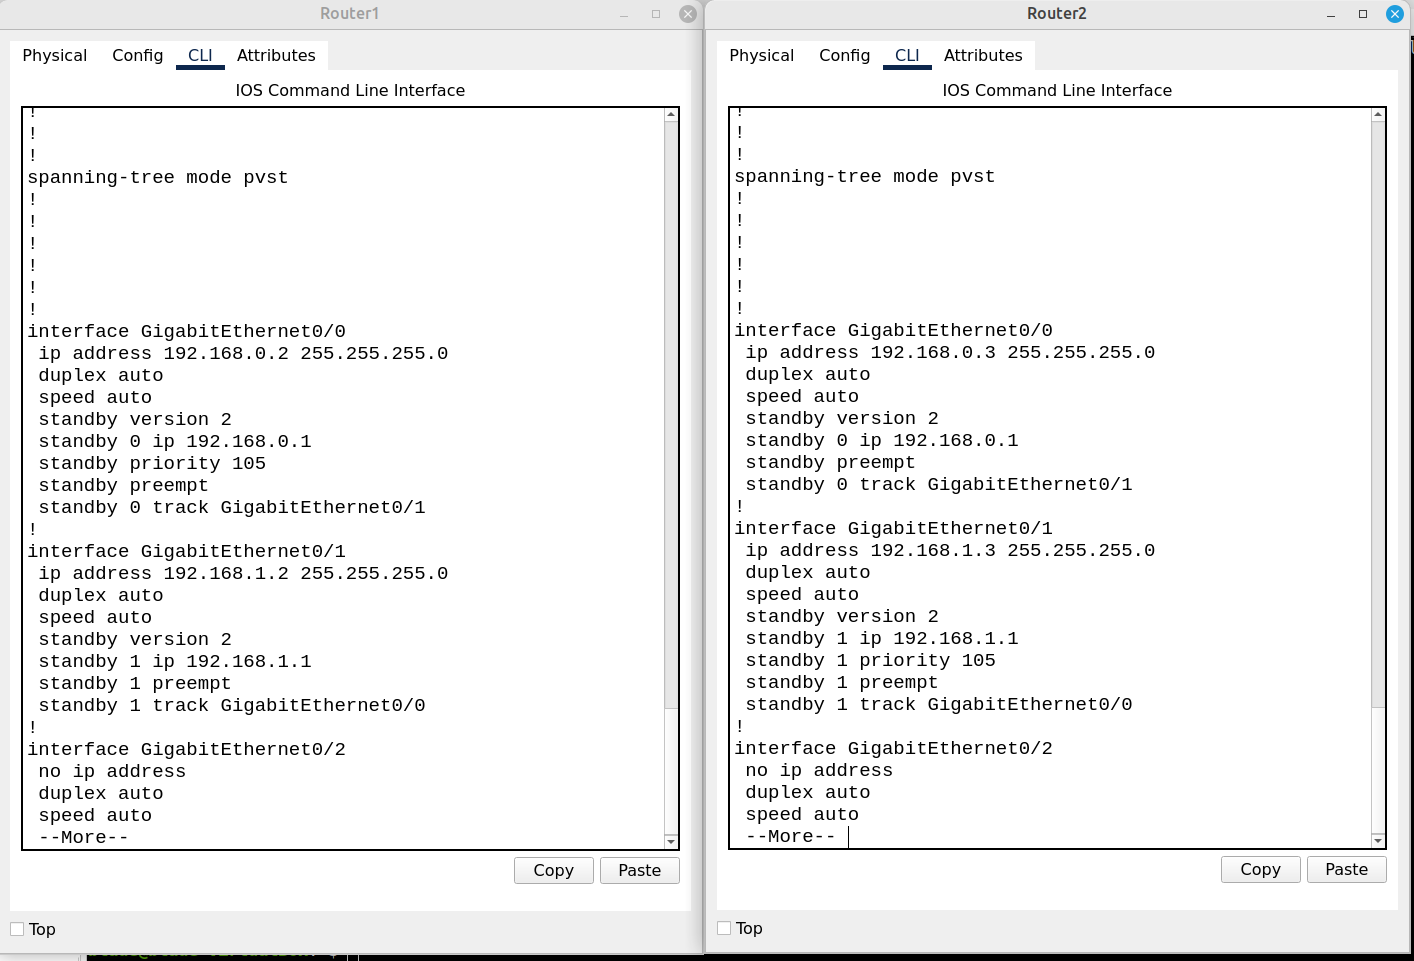 Router1
Physical Config CLI Attributes
IOS Command Line Interface
!
!
!
spanning-tree mode pvst
!
!
!
!
!
!
interface GigabitEthernet0/0
ip address 192.168.0.2 255.255.255.0
duplex auto
speed auto
standby version 2
standby 0 ip 192.168.0.1
standby priority 105
standby preempt
standby 0 track GigabitEthernet0/1
!
interface GigabitEthernet0/1
ip address 192.168.1.2 255.255.255.0
duplex auto
speed auto
standby version 2
standby 1 ip 192.168.1.1
standby 1 preempt
standby 1 track GigabitEthernet0/0
!
interface GigabitEthernet0/2
no ip address
duplex auto
speed auto
--More--
Copy Paste
Top
Router2
Physical Config CLI Attributes
IOS Command Line Interface
!
!
!
spanning-tree mode pvst
!
!
!
!
!
!
interface GigabitEthernet0/0
ip address 192.168.0.3 255.255.255.0
duplex auto
speed auto
standby version 2
standby 0 ip 192.168.0.1
standby preempt
standby 0 track GigabitEthernet0/1
!
interface GigabitEthernet0/1
ip address 192.168.1.3 255.255.255.0
duplex auto
speed auto
standby version 2
standby 1 ip 192.168.1.1
standby 1 priority 105
standby 1 preempt
standby 1 track GigabitEthernet0/0
!
interface GigabitEthernet0/2
no ip address
duplex auto
speed auto
--More--
Copy Paste
Top